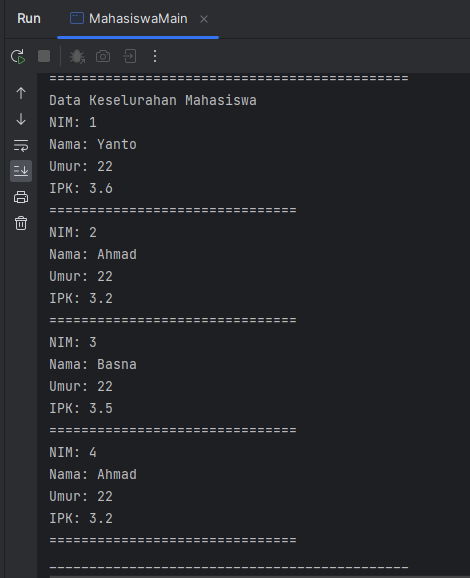 Run MahasiswaMain
=============================================
Data Keselurahan Mahasiswa
NIM: 1
Nama: Yanto
Umur: 22
IPK: 3.6
===============================
NIM: 2
Nama: Ahmad
Umur: 22
IPK: 3.2
===============================
NIM: 3
Nama: Basna
Umur: 22
IPK: 3.5
===============================
NIM: 4
Nama: Ahmad
Umur: 22
IPK: 3.2
===============================
_____________________________________________